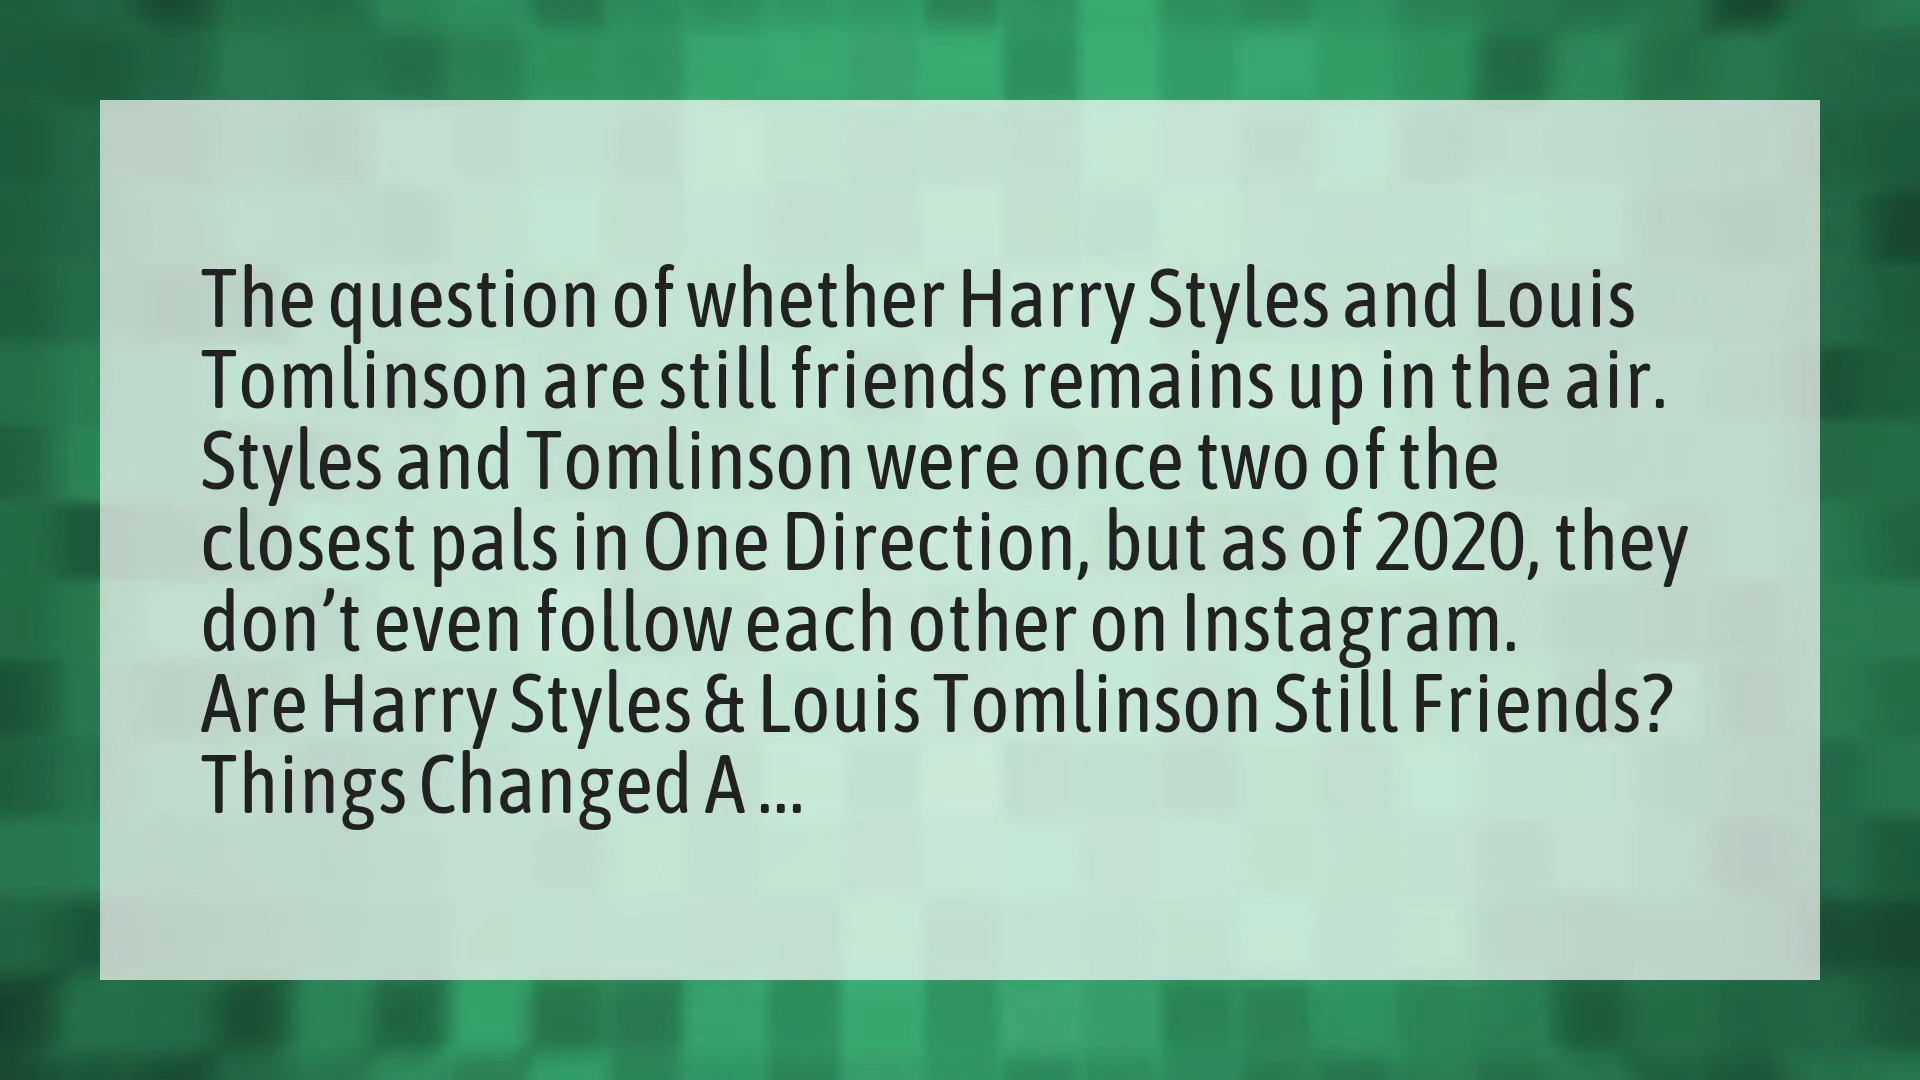 The question of whether Harry Styles and Louis
Tomlinson are still friends remains up in the air.
Styles and Tomlinson were once two of the
closest pals in One Direction, but as of 2020, they
don’t even follow each other on Instagram.
Are Harry Styles & Louis Tomlinson Still Friends?
Things Changed A ...